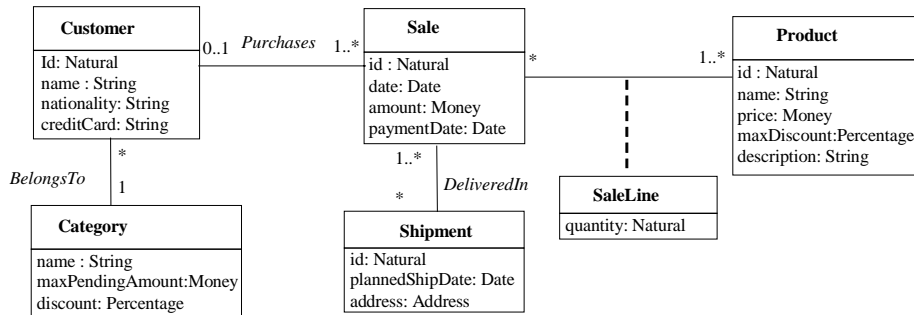 Customer
Id: Natural
name : String
nationality: String
creditCard: String
0..1
Purchases
1..*
Sale
id : Natural
date: Date
amount: Money
paymentDate: Date
*
1..*
Product
id : Natural
name: String
price: Money
maxDiscount:Percentage
description: String
*
BelongsTo
1
1..*
DeliveredIn
*
SaleLine
quantity: Natural
Category
name : String
maxPendingAmount:Money
discount: Percentage
Shipment
id: Natural
plannedShipDate: Date
address: Address